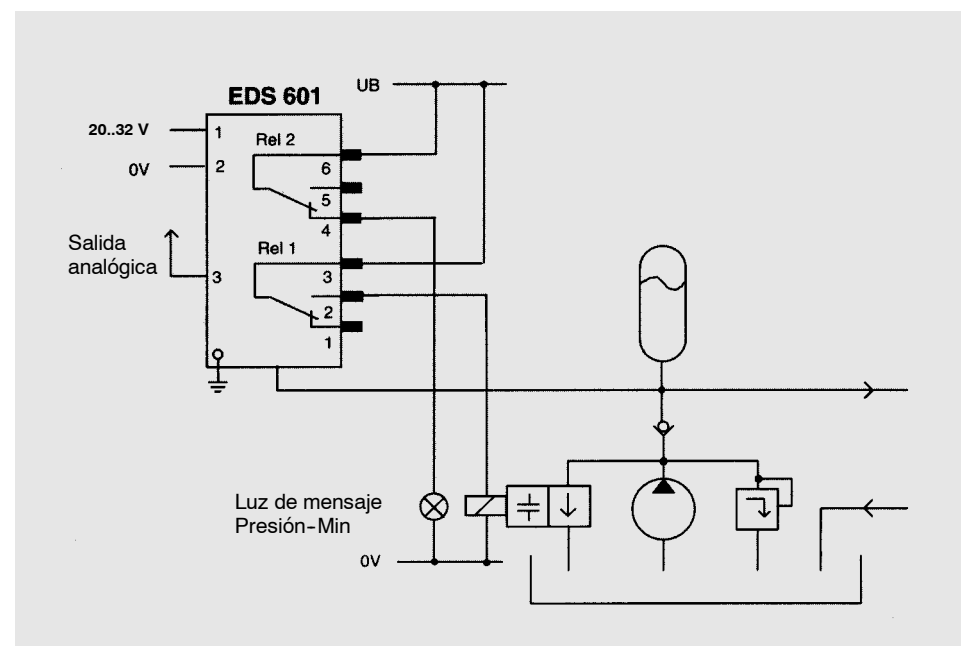 UB
EDS 601
20..32 V
1
Rel 2
0V
2
6
5
4
Salida
analógica
Rel 1
3
3
2
1
Luz de mensaje
Presión-Min
0V